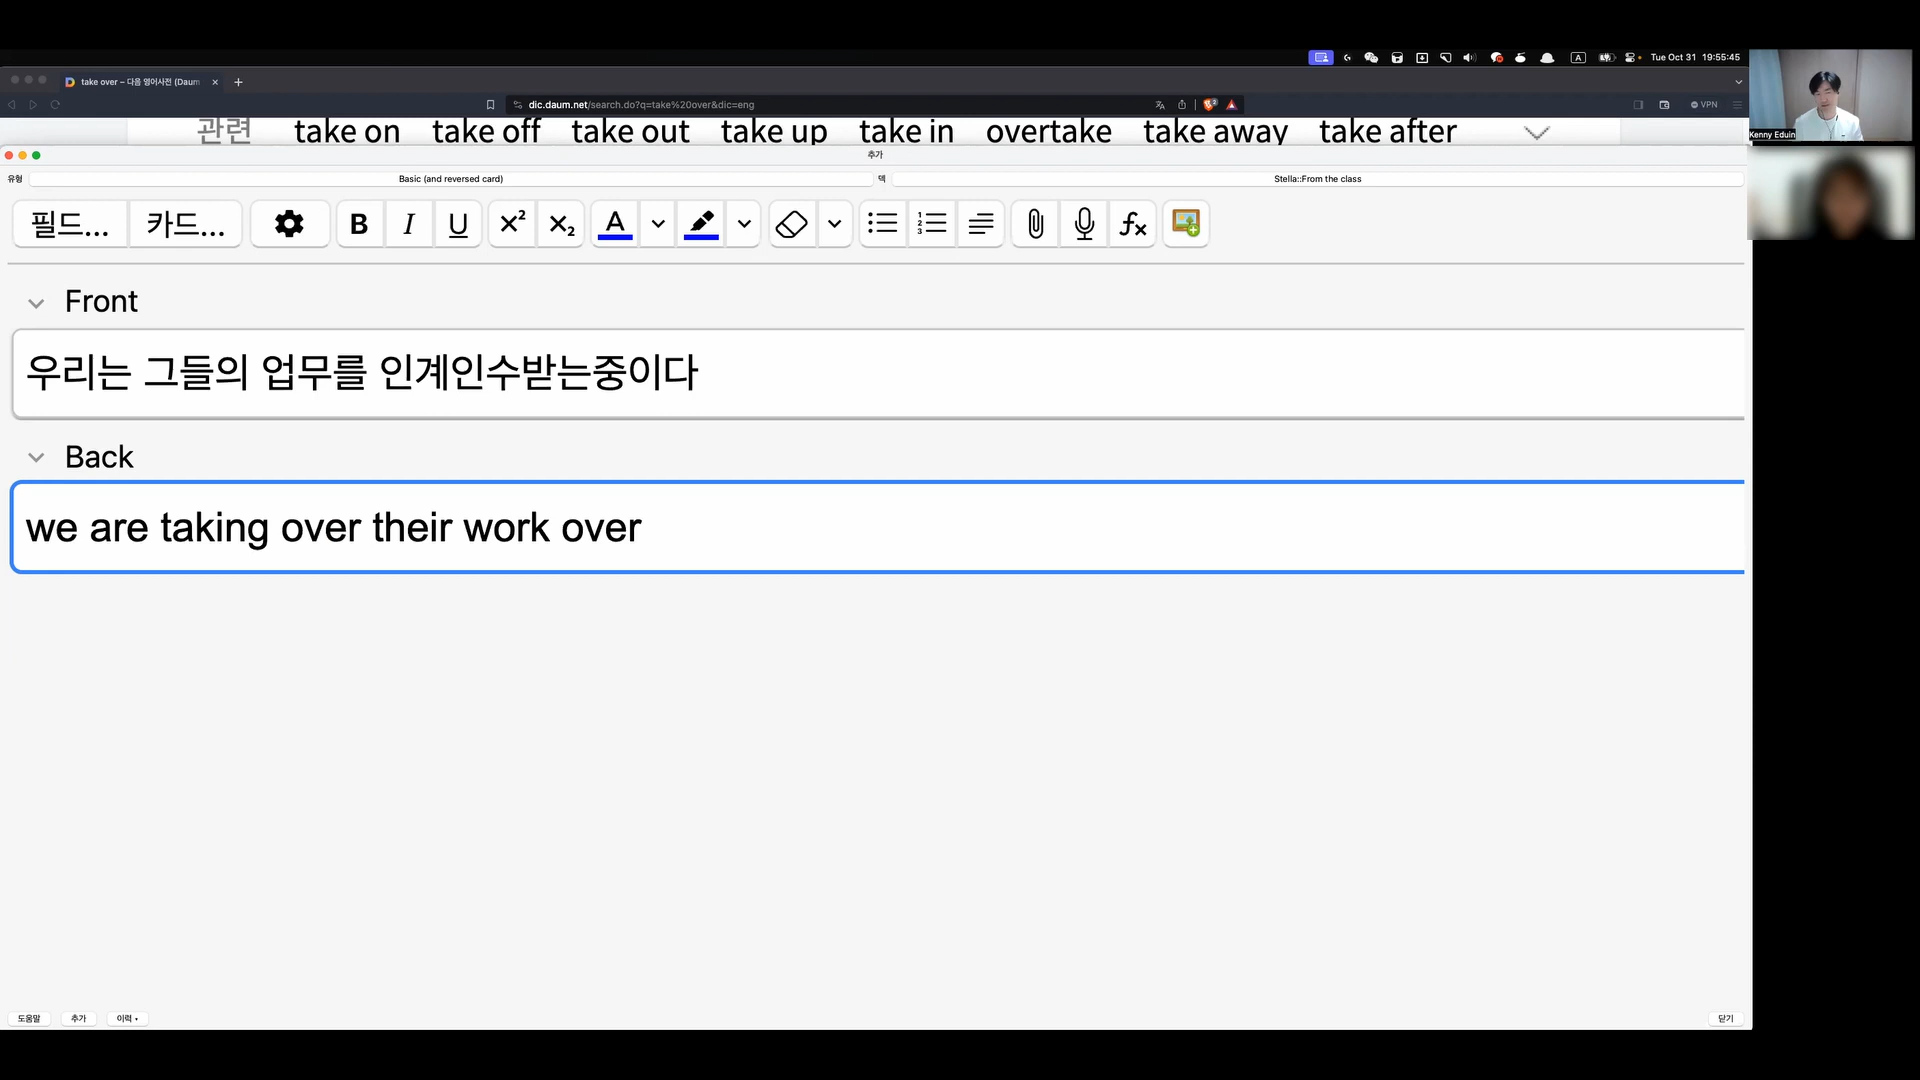 Tue Oct 31 19:55:45
take over – 다음 영어사전 (Daum
dic.daum.net/search.do?q=take%20over&dic=eng
VPN
Kenny Eduin
관련 take on take off take out take up take in overtake take away take after
추가
유형 Basic (and reversed card) 덱 Stella::From the class
필드... 카드... B I U x² x₂ A fx
Front
우리는 그들의 업무를 인계인수받는중이다
Back
we are taking over their work over
도움말 추가 이력 닫기